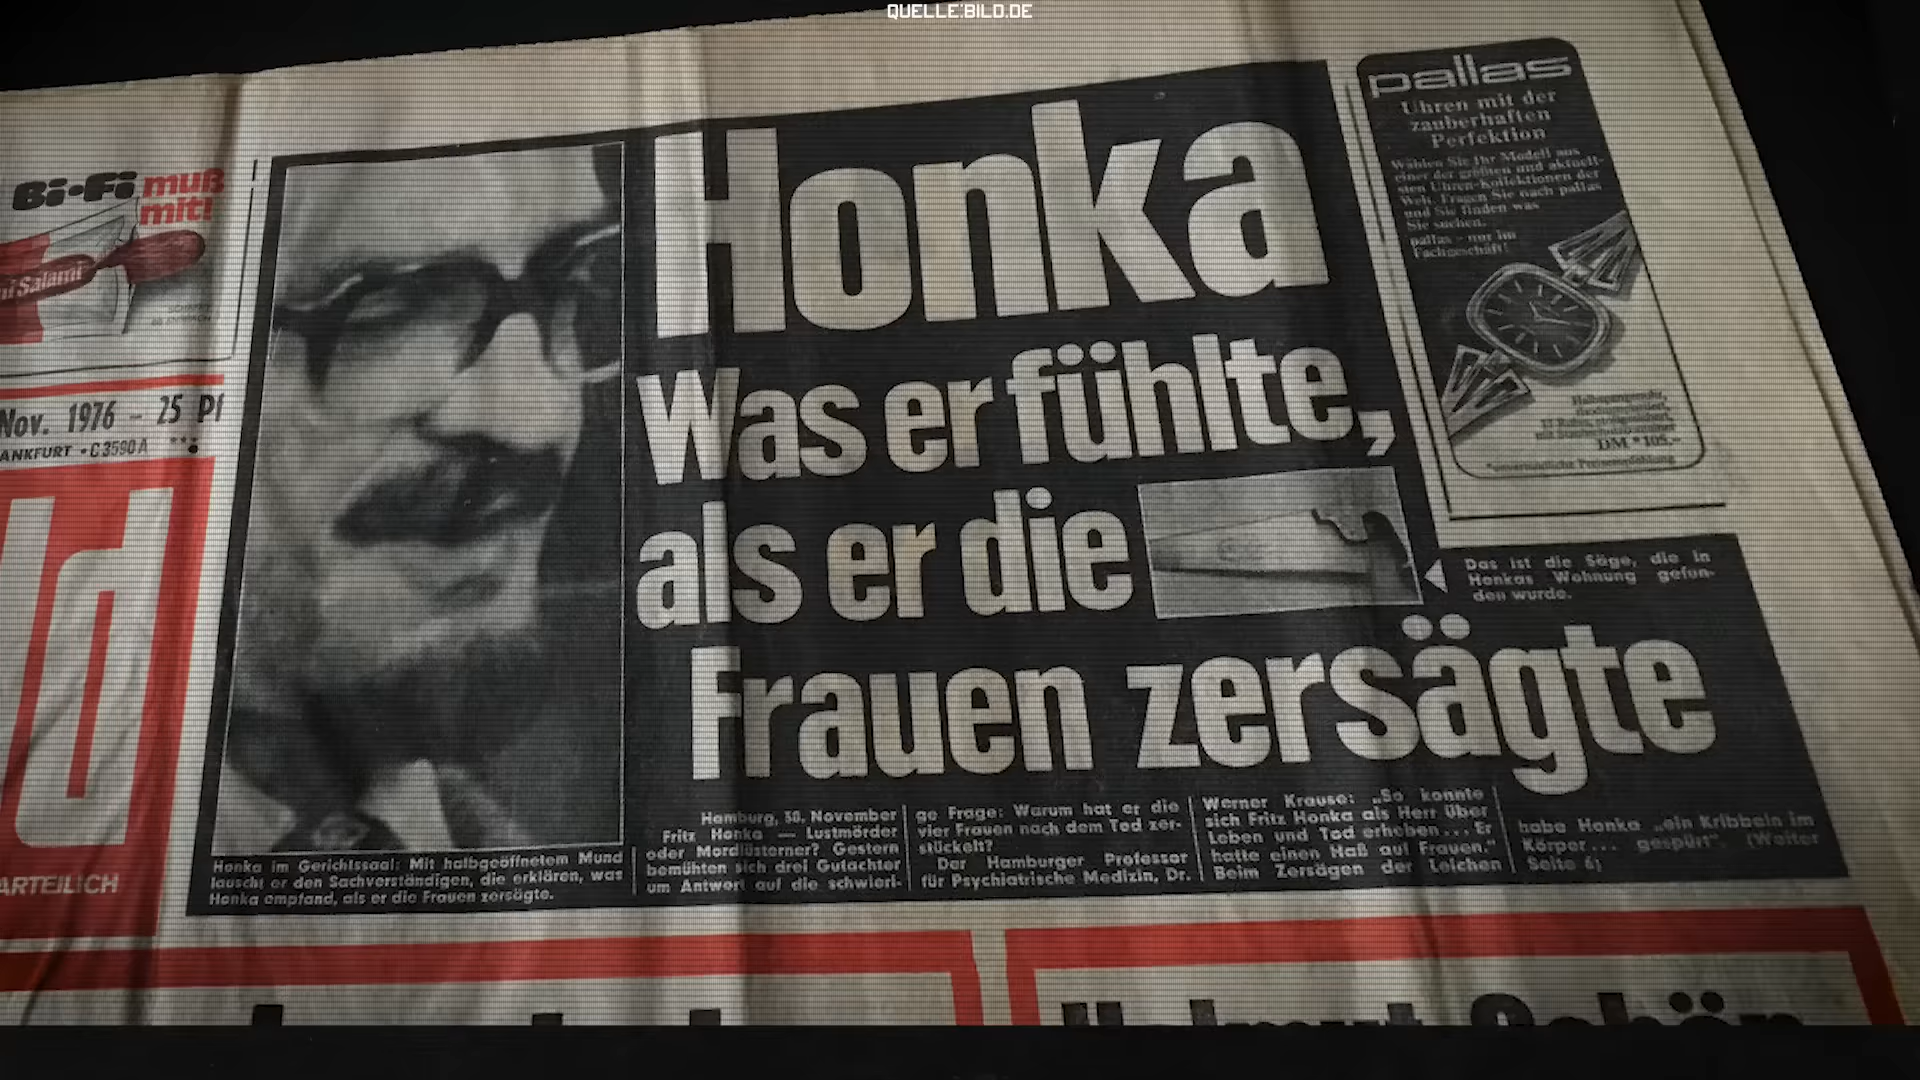 QUELLE:BILD.DE
Bi-Fi muß
mit!
Salami
Nov. 1976 - 25 Pf
ANKFURT • C 3590 A
ld
ARTEILICH
Honka
Was er fühlte,
als er die
Frauen zersägte
Das ist die Säge, die in
Honkas Wohnung gefun-
den wurde.
Honka im Gerichtssaal: Mit halbgeöffnetem Mund
lauscht er den Sachverständigen, die erklären, was
Honka empfand, als er die Frauen zersägte.
Hamburg, 30. November
Fritz Honka — Lustmörder
oder Mordlüsterner? Gestern
bemühten sich drei Gutachter
um Antwort auf die schwieri-
ge Frage: Warum hat er die
vier Frauen nach dem Tod zer-
stückelt?
Der Hamburger Professor
für Psychiatrische Medizin, Dr.
Werner Krause: „So konnte
sich Fritz Honka als Herr über
Leben und Tod erheben... Er
hatte einen Haß auf Frauen."
Beim Zersägen der Leichen
habe Honka „ein Kribbeln im
Körper... gespürt". (Weiter
Seite 6)
pallas
Uhren mit der
zauberhaften
Perfektion
Wählen Sie Ihr Modell aus
einer der größten und aktuell-
sten Uhren-Kollektionen der
Welt. Fragen Sie nach pallas
und Sie finden was
Sie suchen.
pallas - nur im
Fachgeschäft!
DM *105,-
*unverbindliche Preisempfehlung